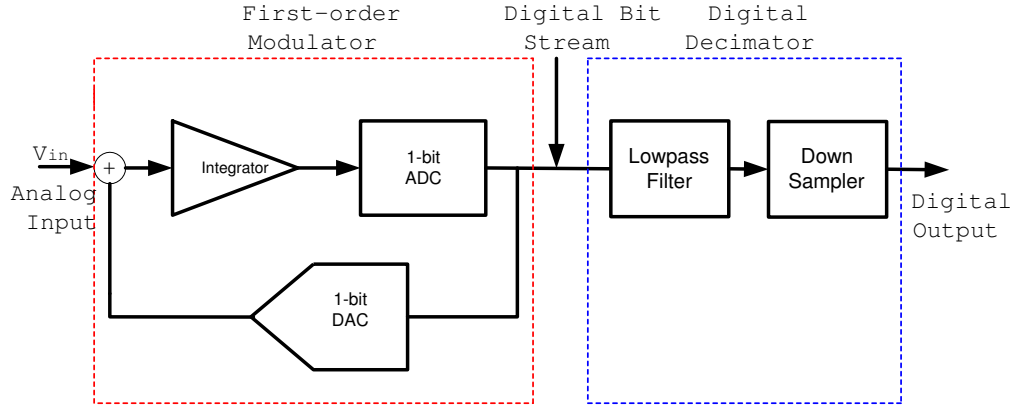 First-order
Modulator
Digital Bit
Stream
Digital
Decimator
Vin
Analog
Input
+
Integrator
1-bit
ADC
1-bit
DAC
Lowpass
Filter
Down
Sampler
Digital
Output